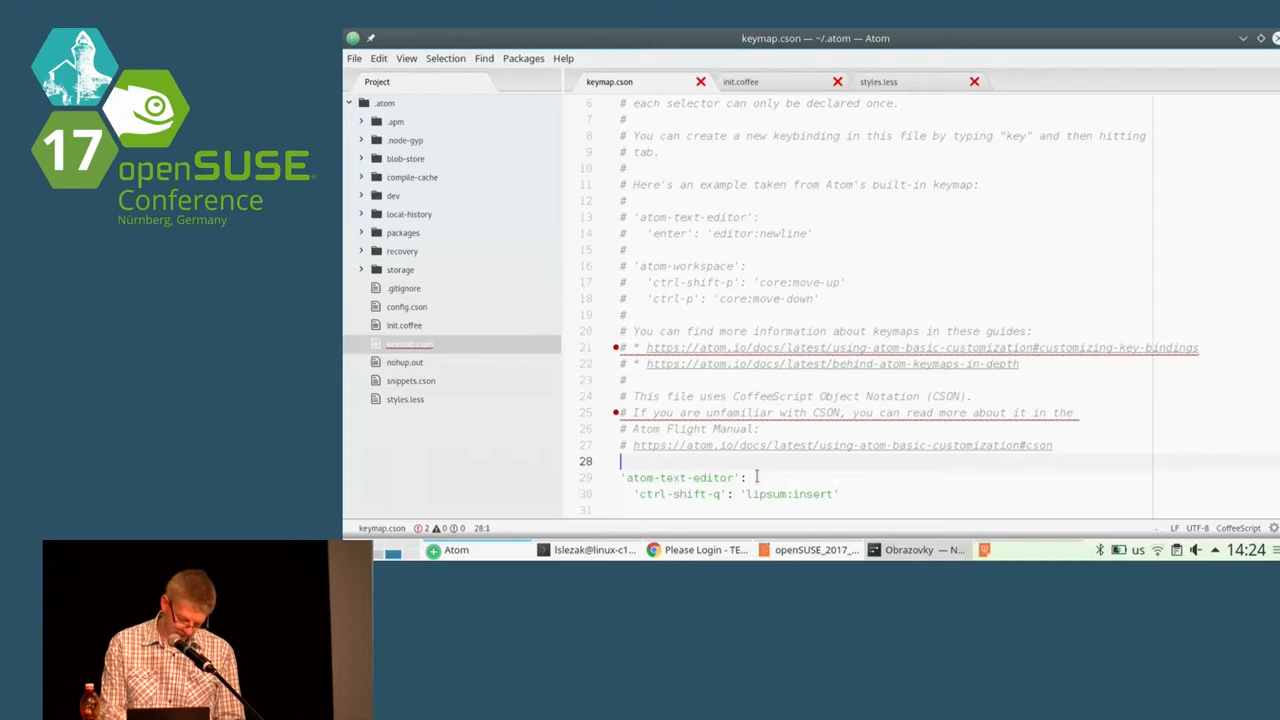 17
openSUSE
Conference
Nürnberg, Germany
keymap.cson — ~/.atom — Atom
File Edit View Selection Find Packages Help
Project
keymap.cson
init.coffee
styles.less
.atom
.apm
.node-gyp
blob-store
compile-cache
dev
local-history
packages
recovery
storage
.gitignore
config.cson
init.coffee
keymap.cson
nohup.out
snippets.cson
styles.less
6 # each selector can only be declared once.
7 #
8 # You can create a new keybinding in this file by typing "key" and then hitting
9 # tab.
10 #
11 # Here's an example taken from Atom's built-in keymap:
12 #
13 # 'atom-text-editor':
14 #   'enter': 'editor:newline'
15 #
16 # 'atom-workspace':
17 #   'ctrl-shift-p': 'core:move-up'
18 #   'ctrl-p': 'core:move-down'
19 #
20 # You can find more information about keymaps in these guides:
21 # * https://atom.io/docs/latest/using-atom-basic-customization#customizing-key-bindings
22 # * https://atom.io/docs/latest/behind-atom-keymaps-in-depth
23 #
24 # This file uses CoffeeScript Object Notation (CSON).
25 # If you are unfamiliar with CSON, you can read more about it in the
26 # Atom Flight Manual:
27 # https://atom.io/docs/latest/using-atom-basic-customization#cson
28
29 'atom-text-editor':
30   'ctrl-shift-q': 'lipsum:insert'
31
keymap.cson 2 0 0 28:1 LF UTF-8 CoffeeScript
Atom
lslezak@linux-c1...
Please Login - TE...
openSUSE_2017_...
Obrazovky — N...
us
14:24